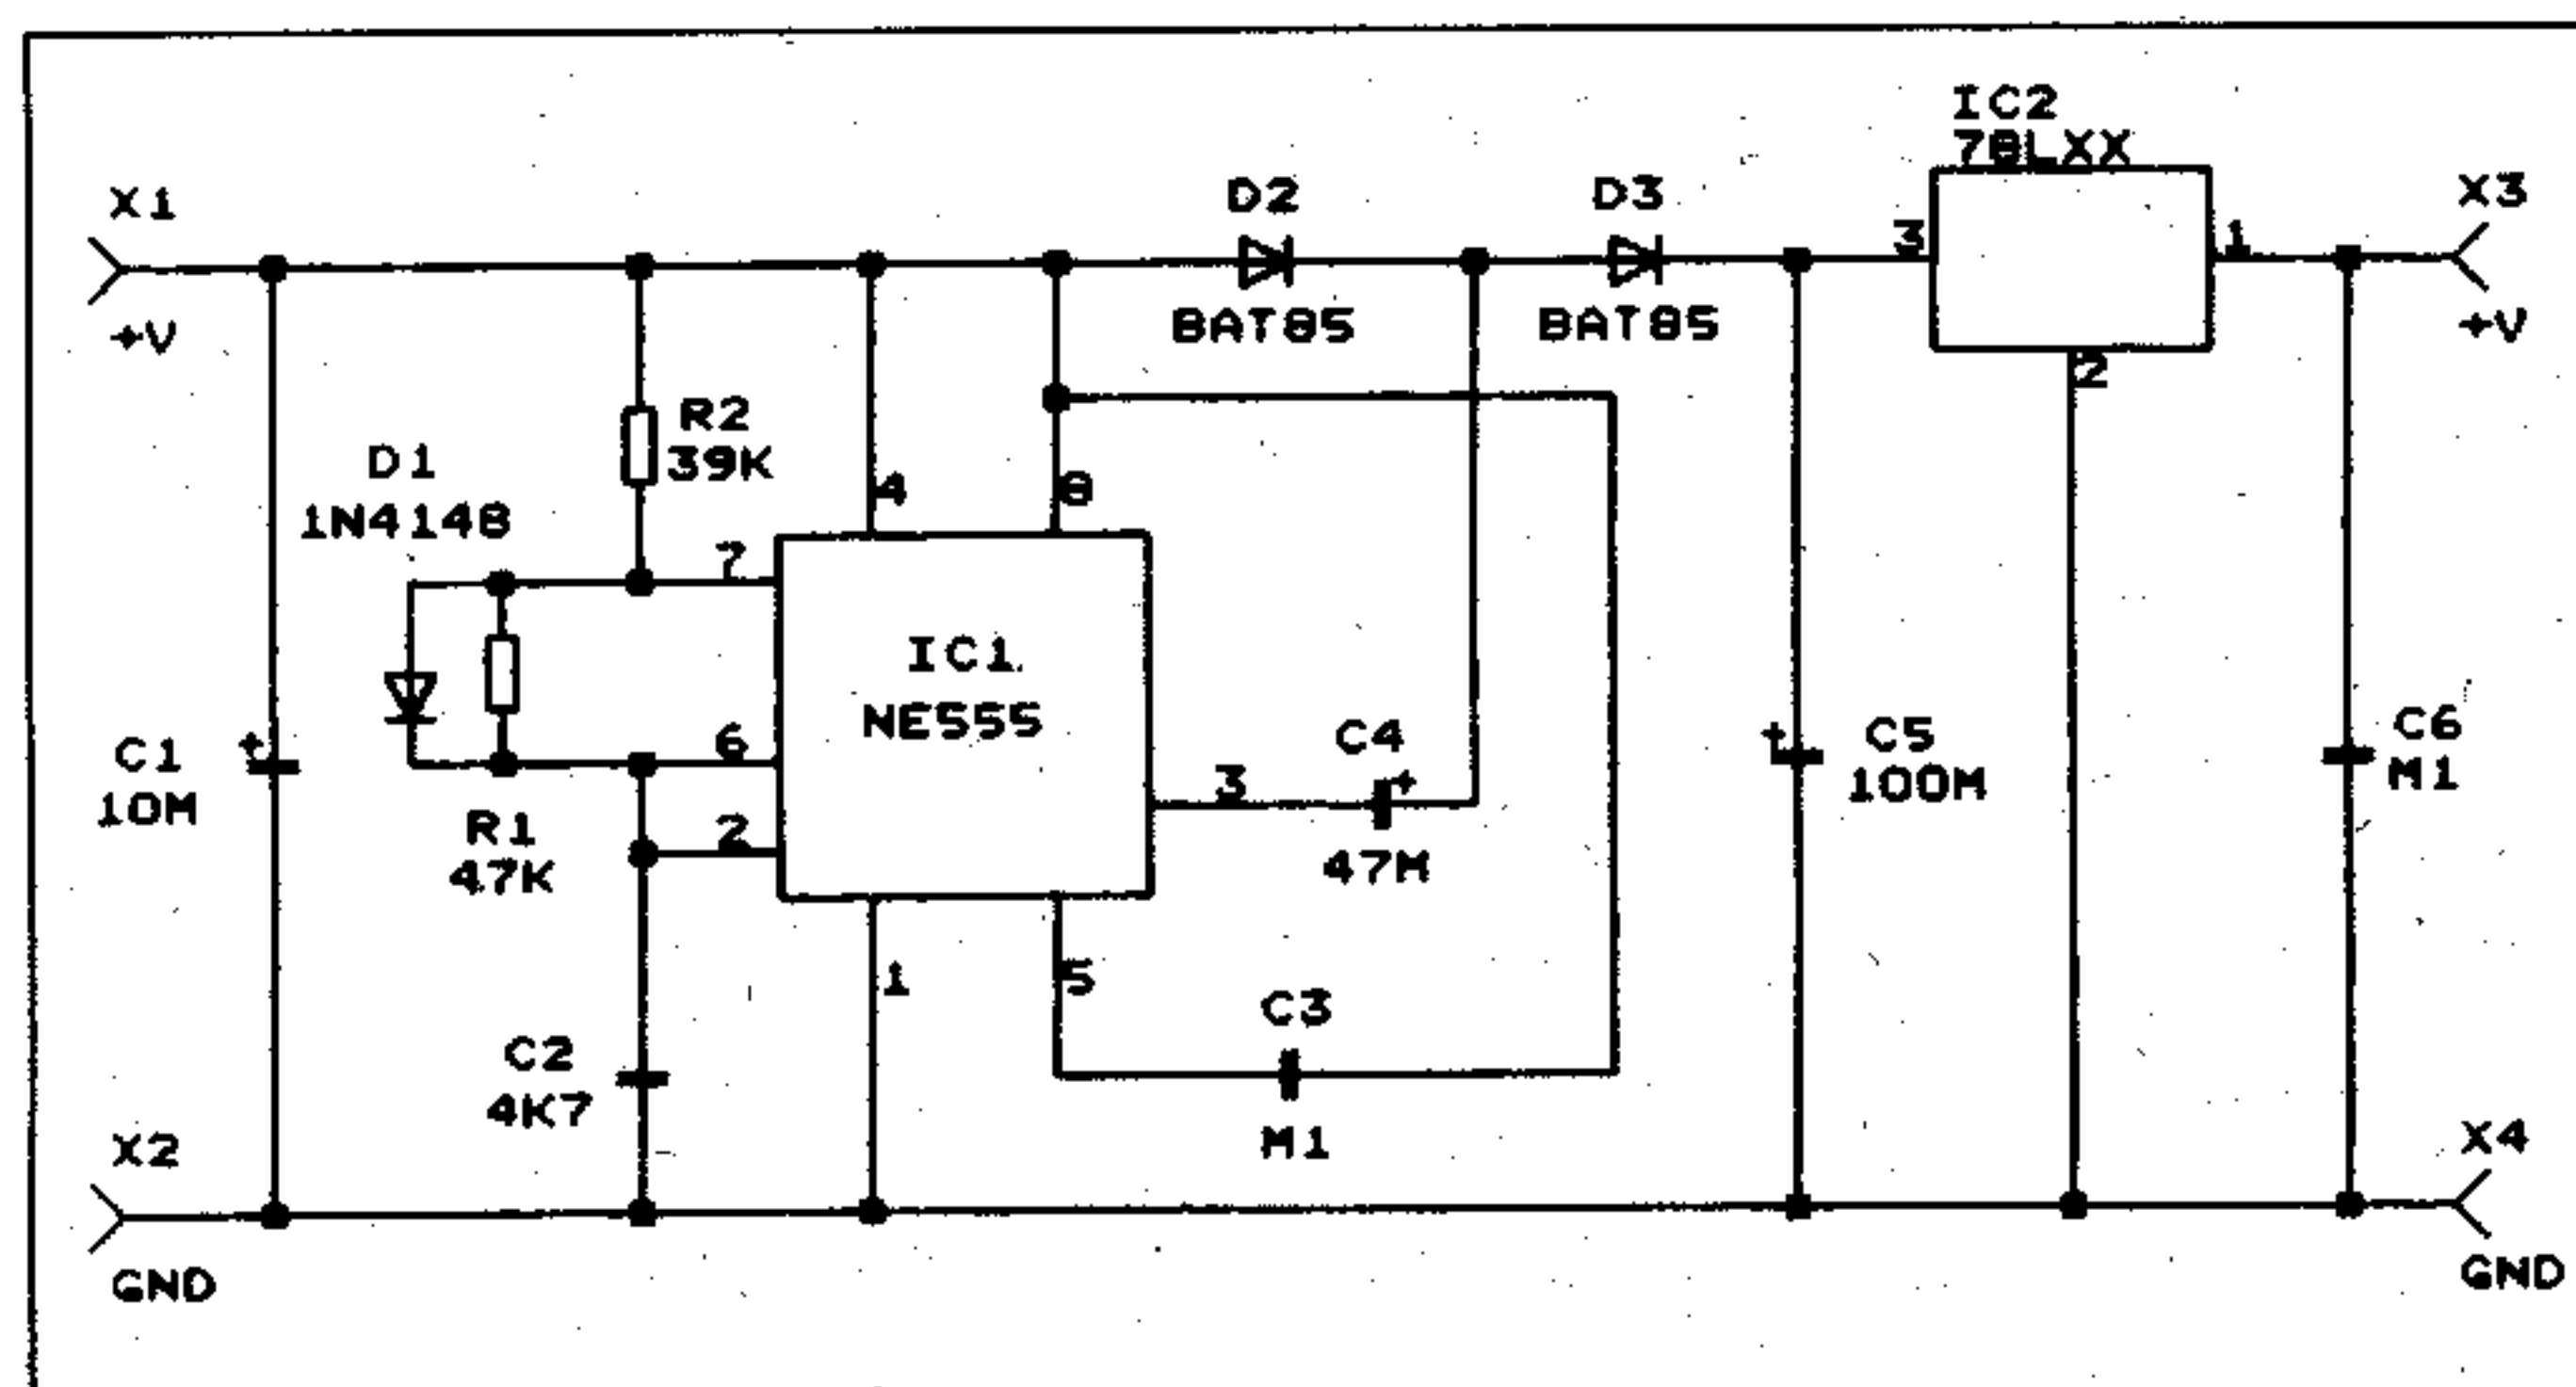 IC2
78LXX
X1
+V
D2
BAT85
D3
BAT85
3
1
2
X3
+V
R2
39K
D1
1N4148
4
8
7
6
2
IC1
NE555
C4
47M
3
C1
10M
R1
47K
C5
100M
C6
M1
1
5
C3
M1
C2
4K7
X2
GND
X4
GND